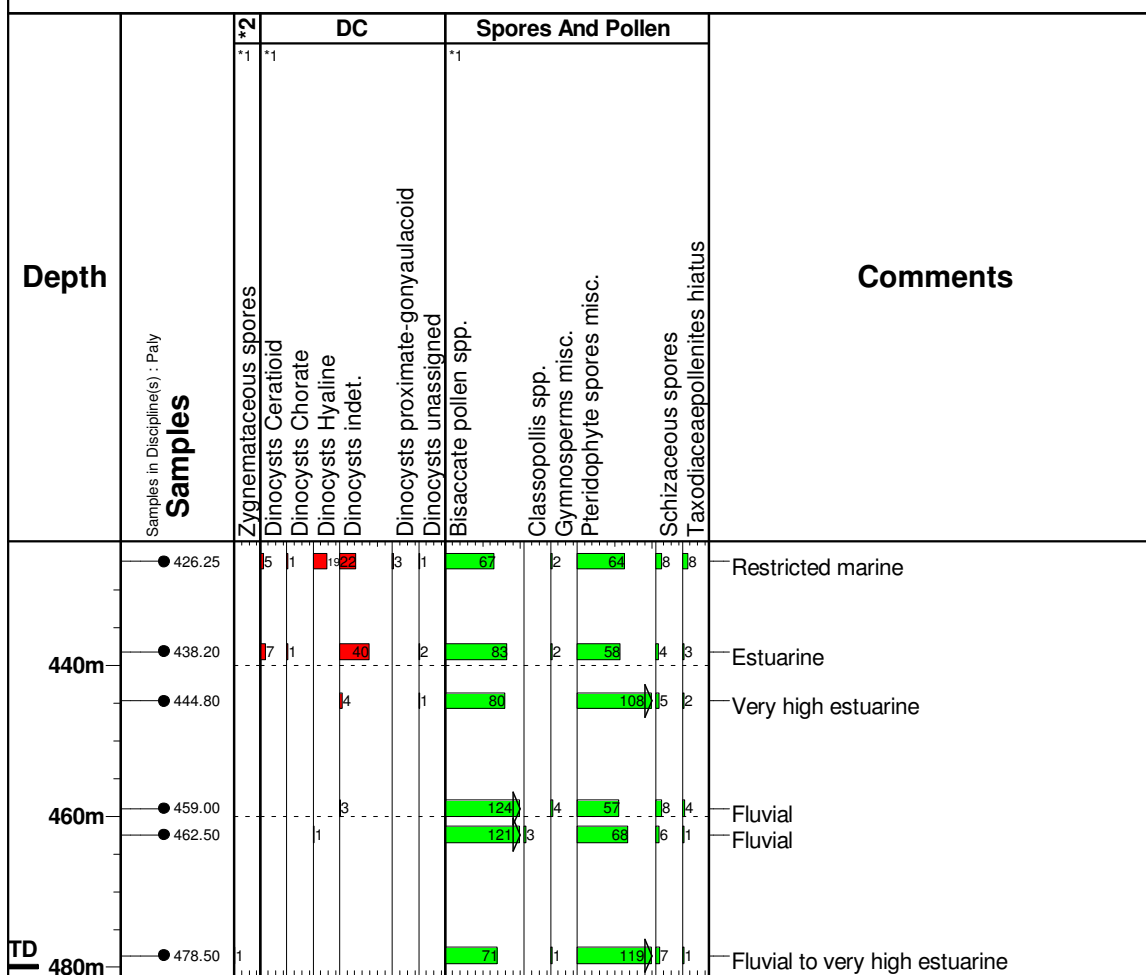 *2 DC Spores And Pollen
*1 *1 *1
Depth
Samples in Discipline(s) : Paly
Samples
Zygnemataceous spores
Dinocysts Ceratioid
Dinocysts Chorate
Dinocysts Hyaline
Dinocysts indet.
Dinocysts proximate-gonyaulacoid
Dinocysts unassigned
Bisaccate pollen spp.
Classopollis spp.
Gymnosperms misc.
Pteridophyte spores misc.
Schizaceous spores
Taxodiaceaepollenites hiatus
Comments
426.25 5 1 19 22 3 1 67 2 64 8 8 Restricted marine
438.20 7 1 40 2 83 2 58 4 3 Estuarine
440m
444.80 4 1 80 108 5 2 Very high estuarine
459.00 3 124 4 57 8 4 Fluvial
460m
462.50 1 121 3 68 6 1 Fluvial
478.50 1 71 1 119 7 1 Fluvial to very high estuarine
TD
480m